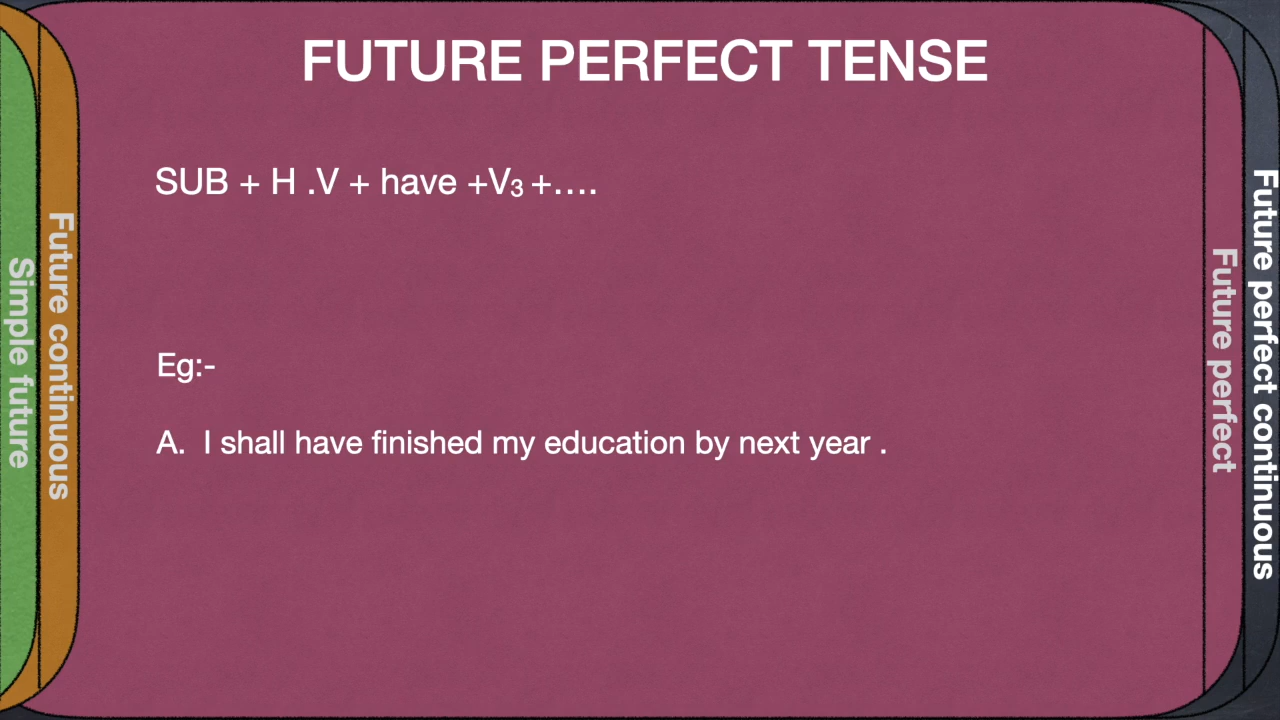 FUTURE PERFECT TENSE
SUB + H .V + have +V₃ +....
Eg:-
A. I shall have finished my education by next year .
Simple future
Future continuous
Future perfect
Future perfect continuous